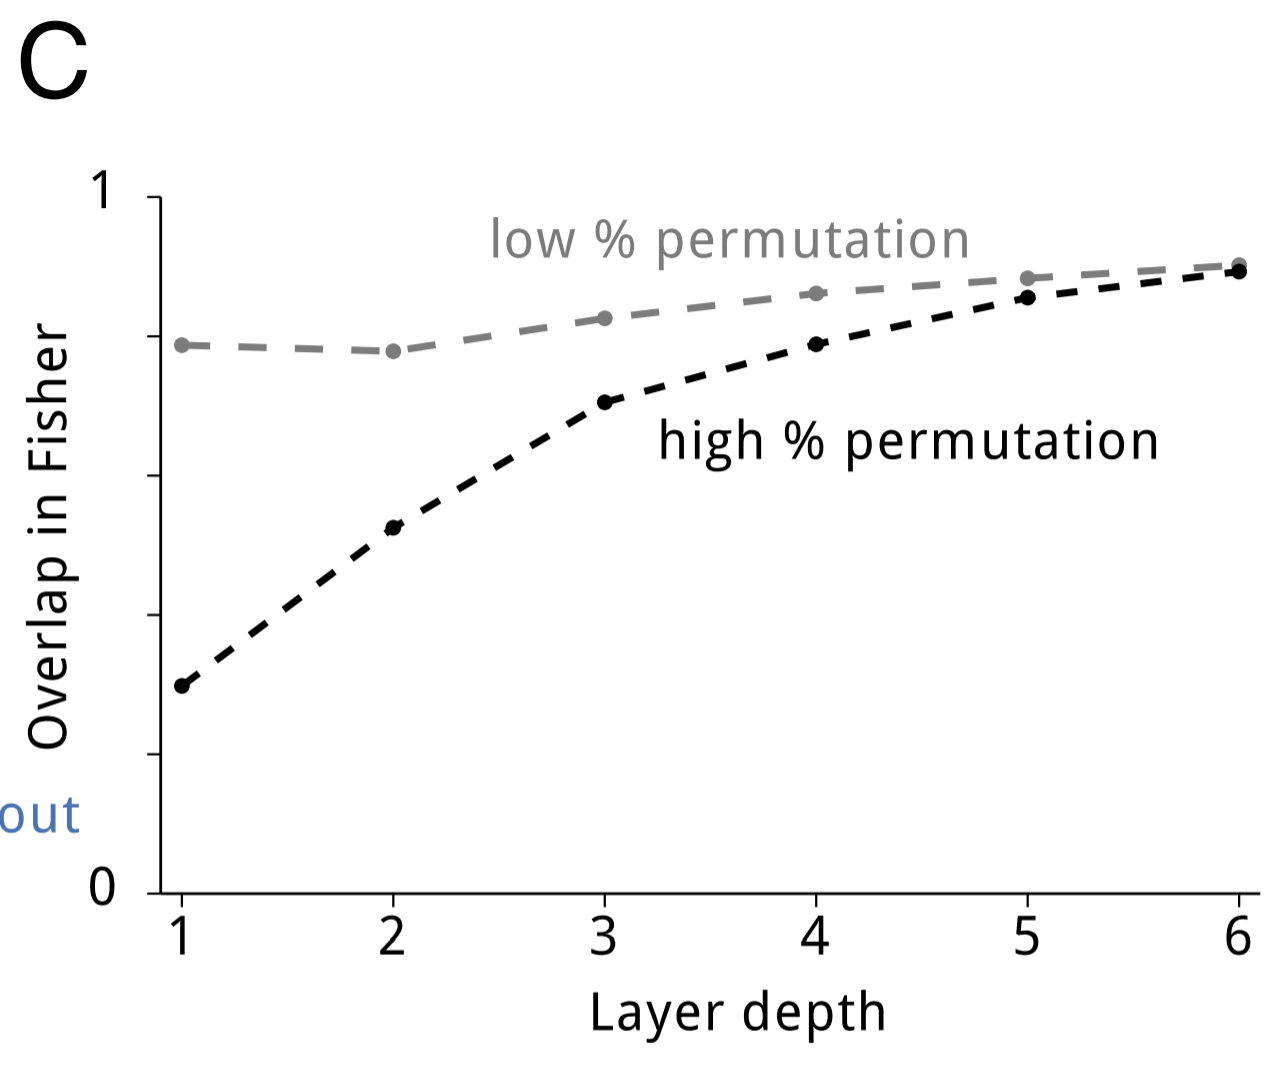 C
1
low % permutation
high % permutation
Overlap in Fisher
out
0
1 2 3 4 5 6
Layer depth